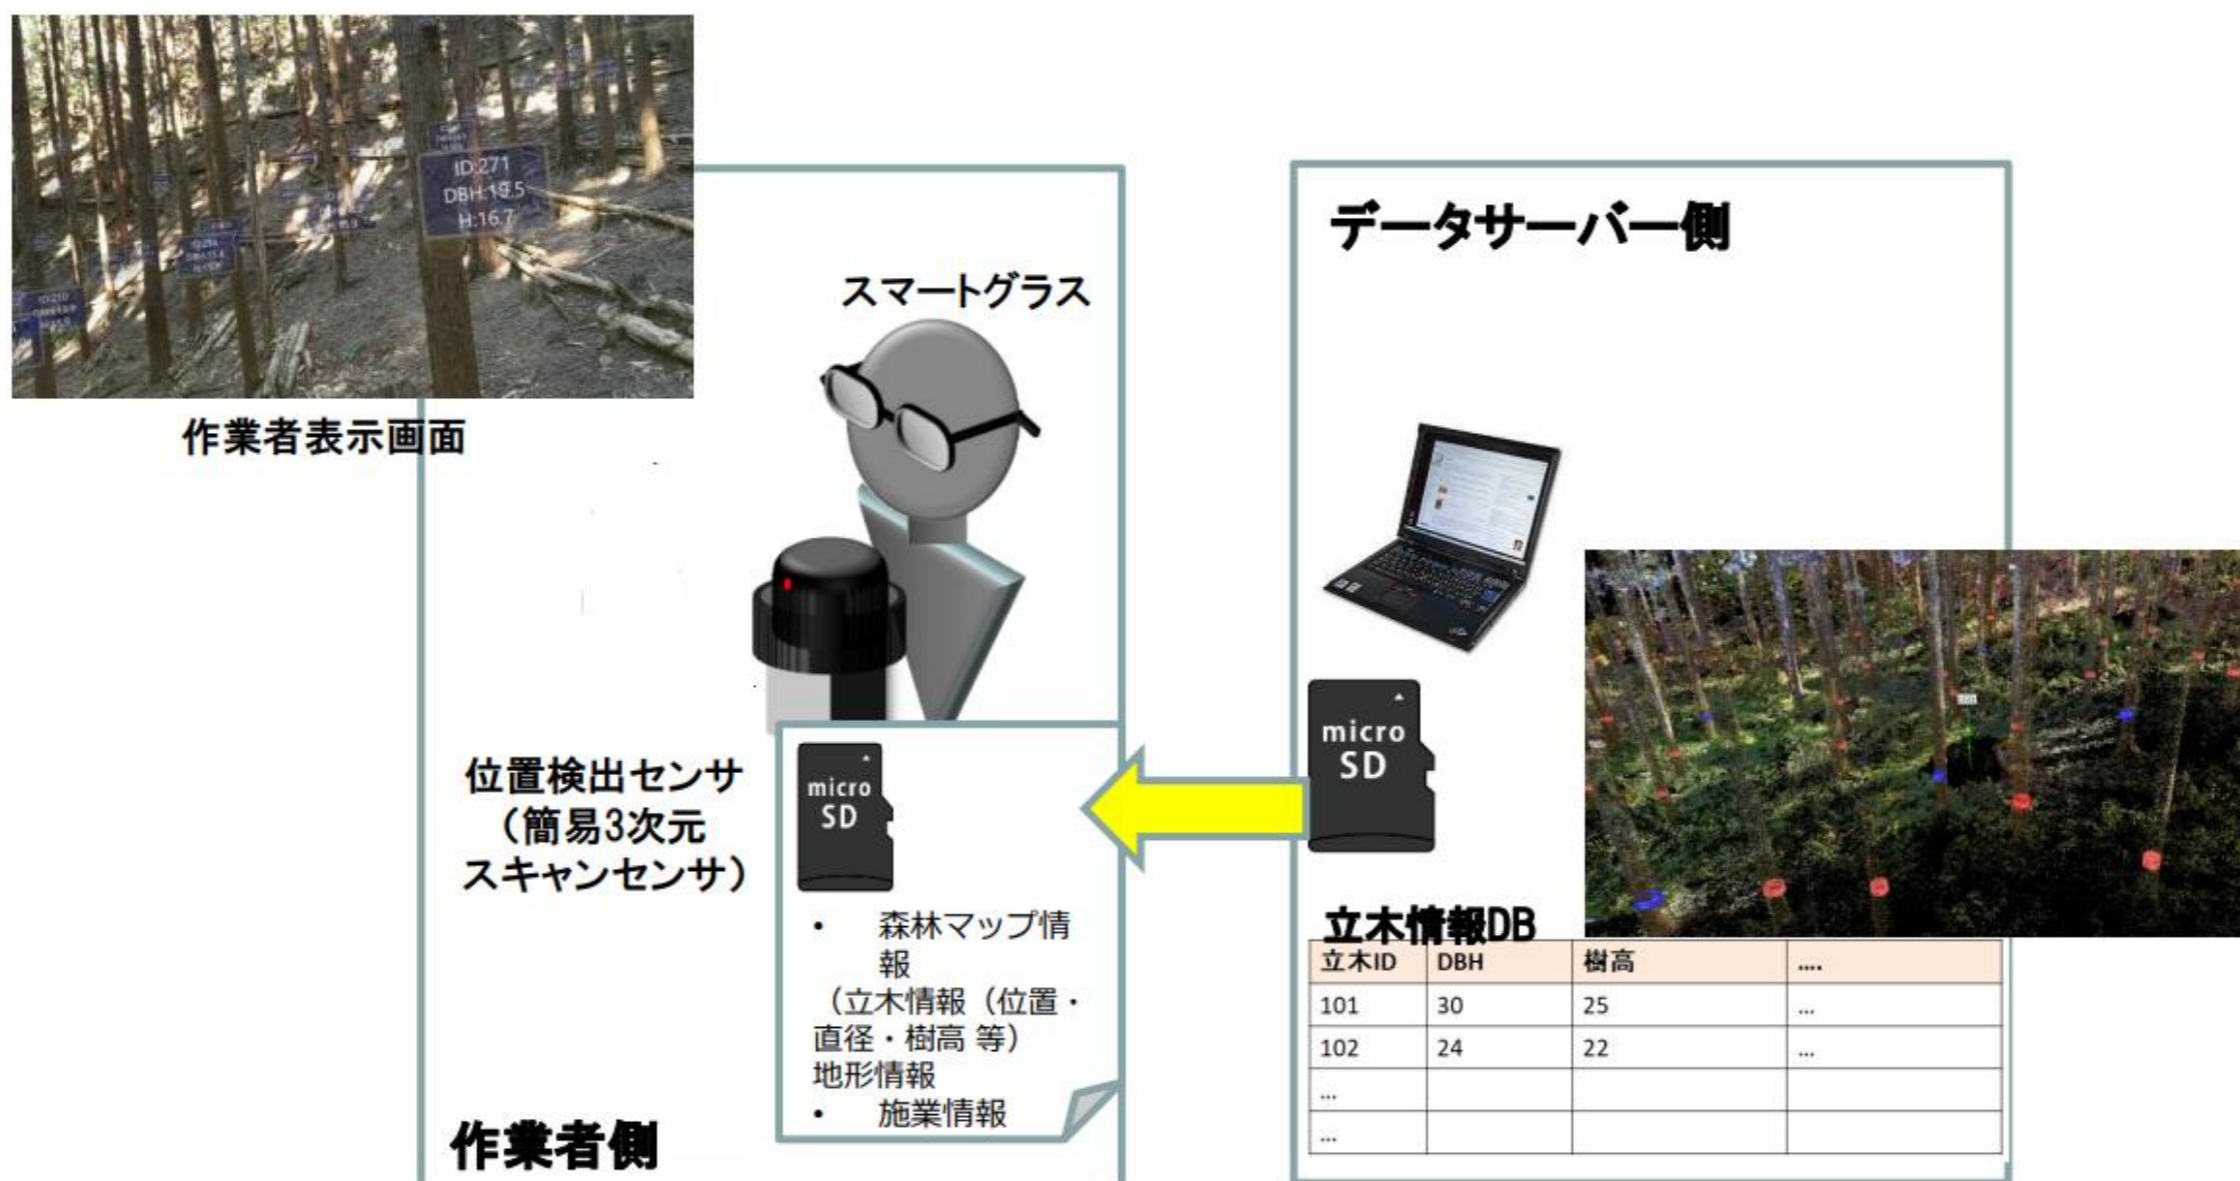 ID:271
DBH:19.5
H:16.7
作業者表示画面
スマートグラス
位置検出センサ
（簡易3次元
スキャンセンサ）
micro
SD
• 森林マップ情
報
（立木情報（位置・
直径・樹高 等）
地形情報
• 施業情報
作業者側
データサーバー側
micro
SD
立木情報DB
立木ID DBH 樹高 ....
101 30 25 ...
102 24 22 ...
...
...